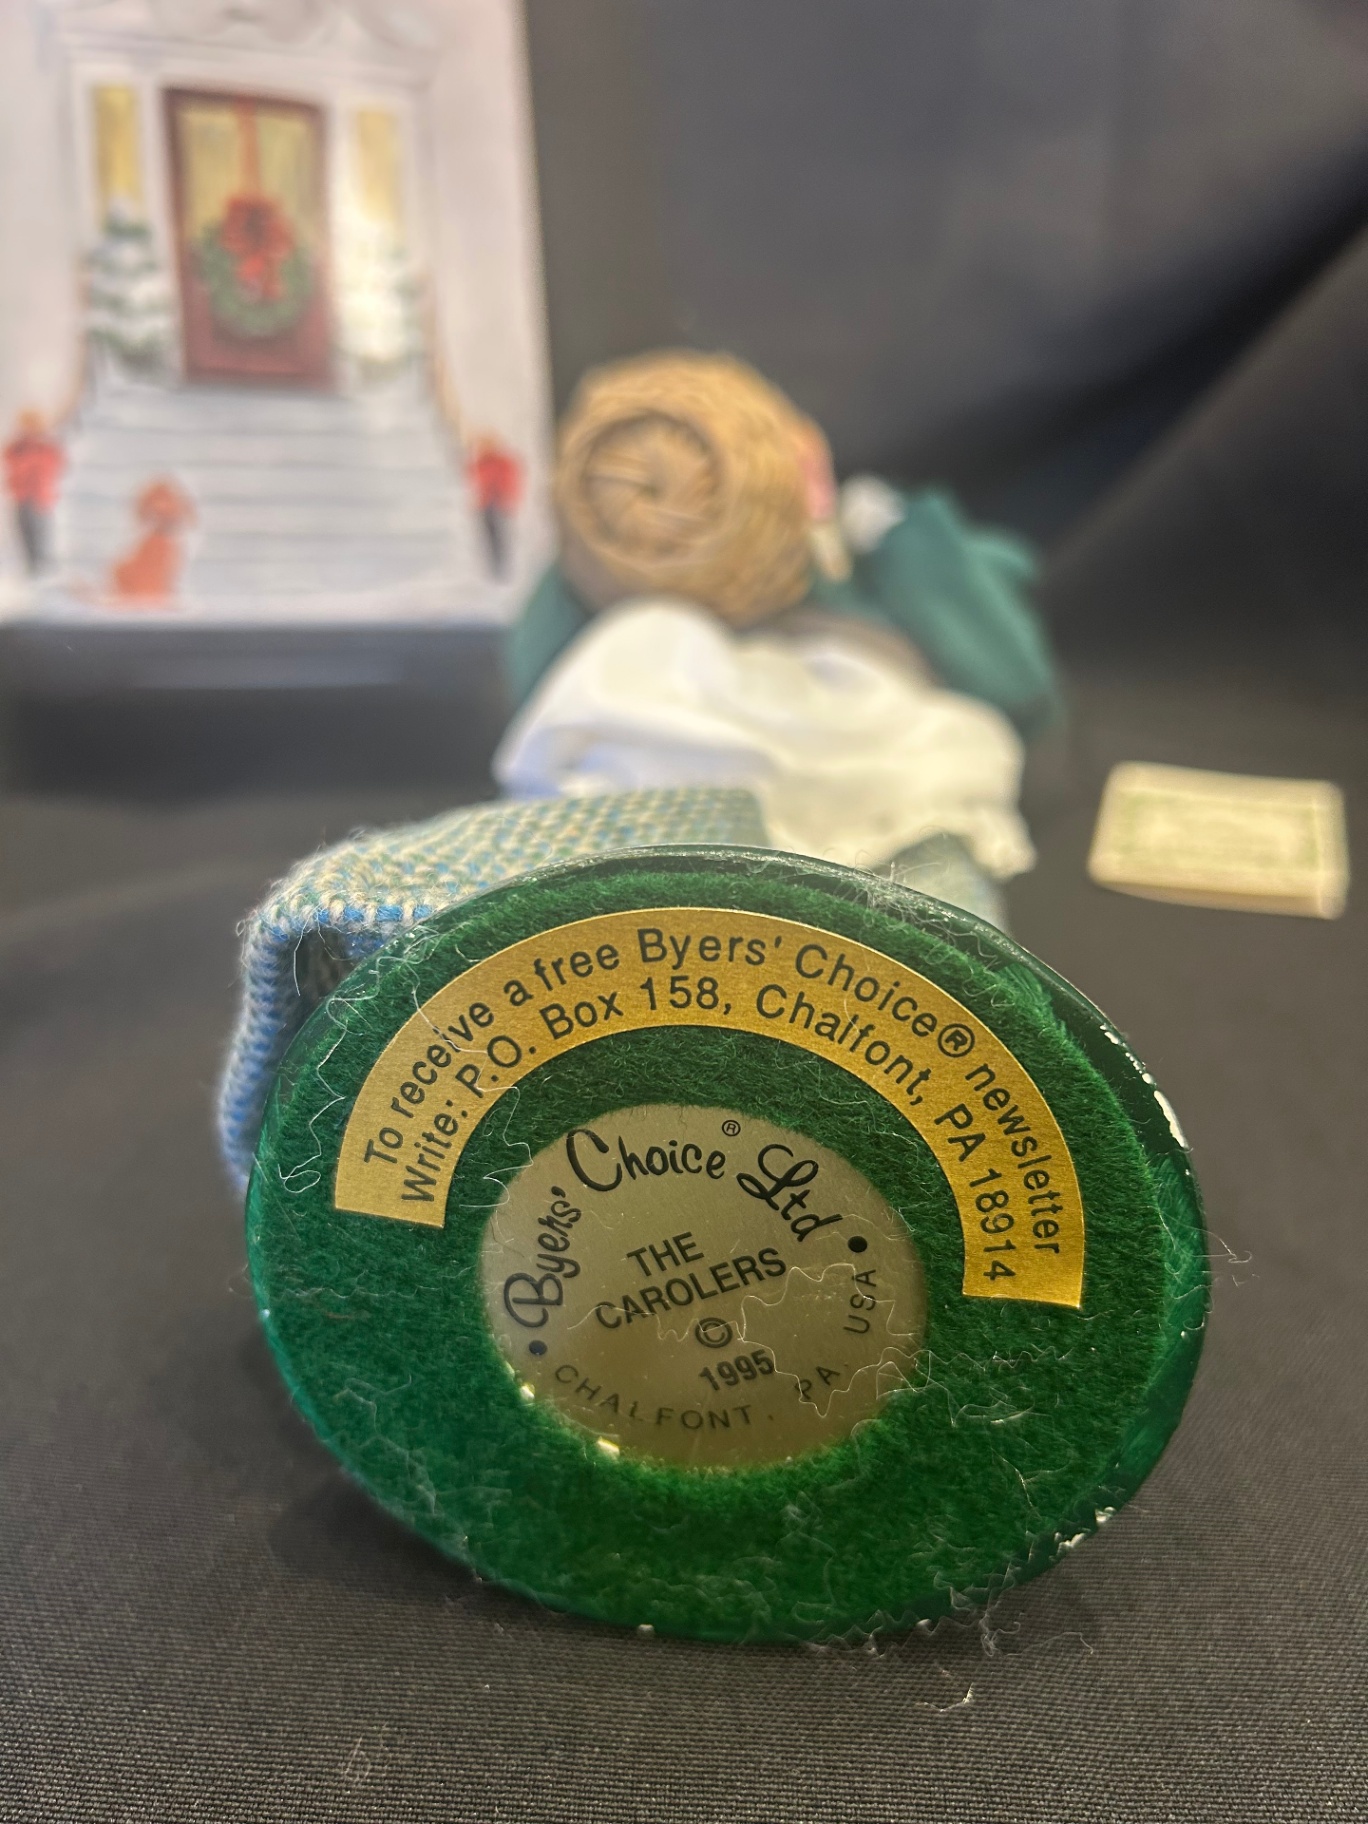 To receive a free Byers' Choice® newsletter
Write: P.O. Box 158, Chalfont, PA 18914
Byers' Choice® Ltd
THE
CAROLERS
©
1995
• CHALFONT, PA. USA •